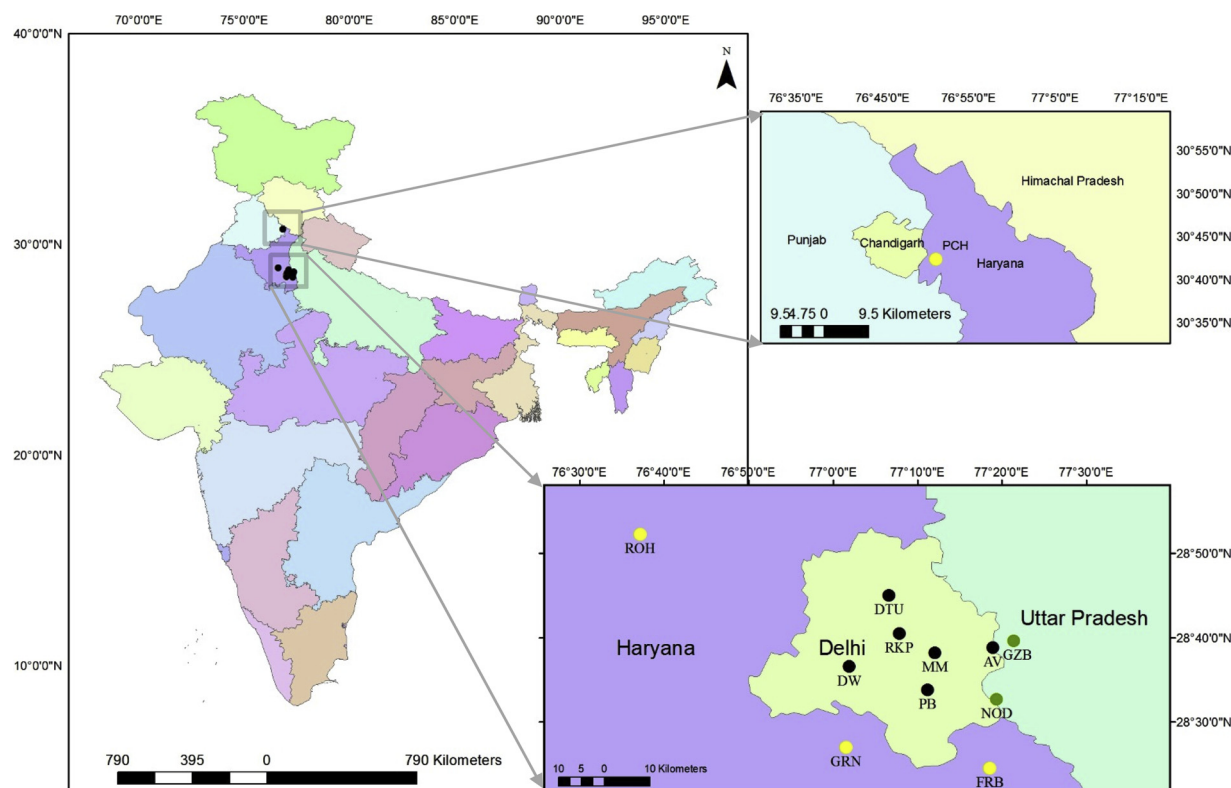 70°0'0"E 75°0'0"E 80°0'0"E 85°0'0"E 90°0'0"E 95°0'0"E
40°0'0"N
30°0'0"N
20°0'0"N
10°0'0"N
N
790 395 0 790 Kilometers
76°35'0"E 76°45'0"E 76°55'0"E 77°5'0"E 77°15'0"E
30°55'0"N
30°50'0"N
30°45'0"N
30°40'0"N
30°35'0"N
Himachal Pradesh
Punjab
Chandigarh
PCH
Haryana
9.54.75 0 9.5 Kilometers
76°30'0"E 76°40'0"E 76°50'0"E 77°0'0"E 77°10'0"E 77°20'0"E 77°30'0"E
28°50'0"N
28°40'0"N
28°30'0"N
ROH
DTU
Uttar Pradesh
Haryana
Delhi
RKP
MM
AV
GZB
DW
PB
NOD
GRN
FRB
10 5 0 10 Kilometers